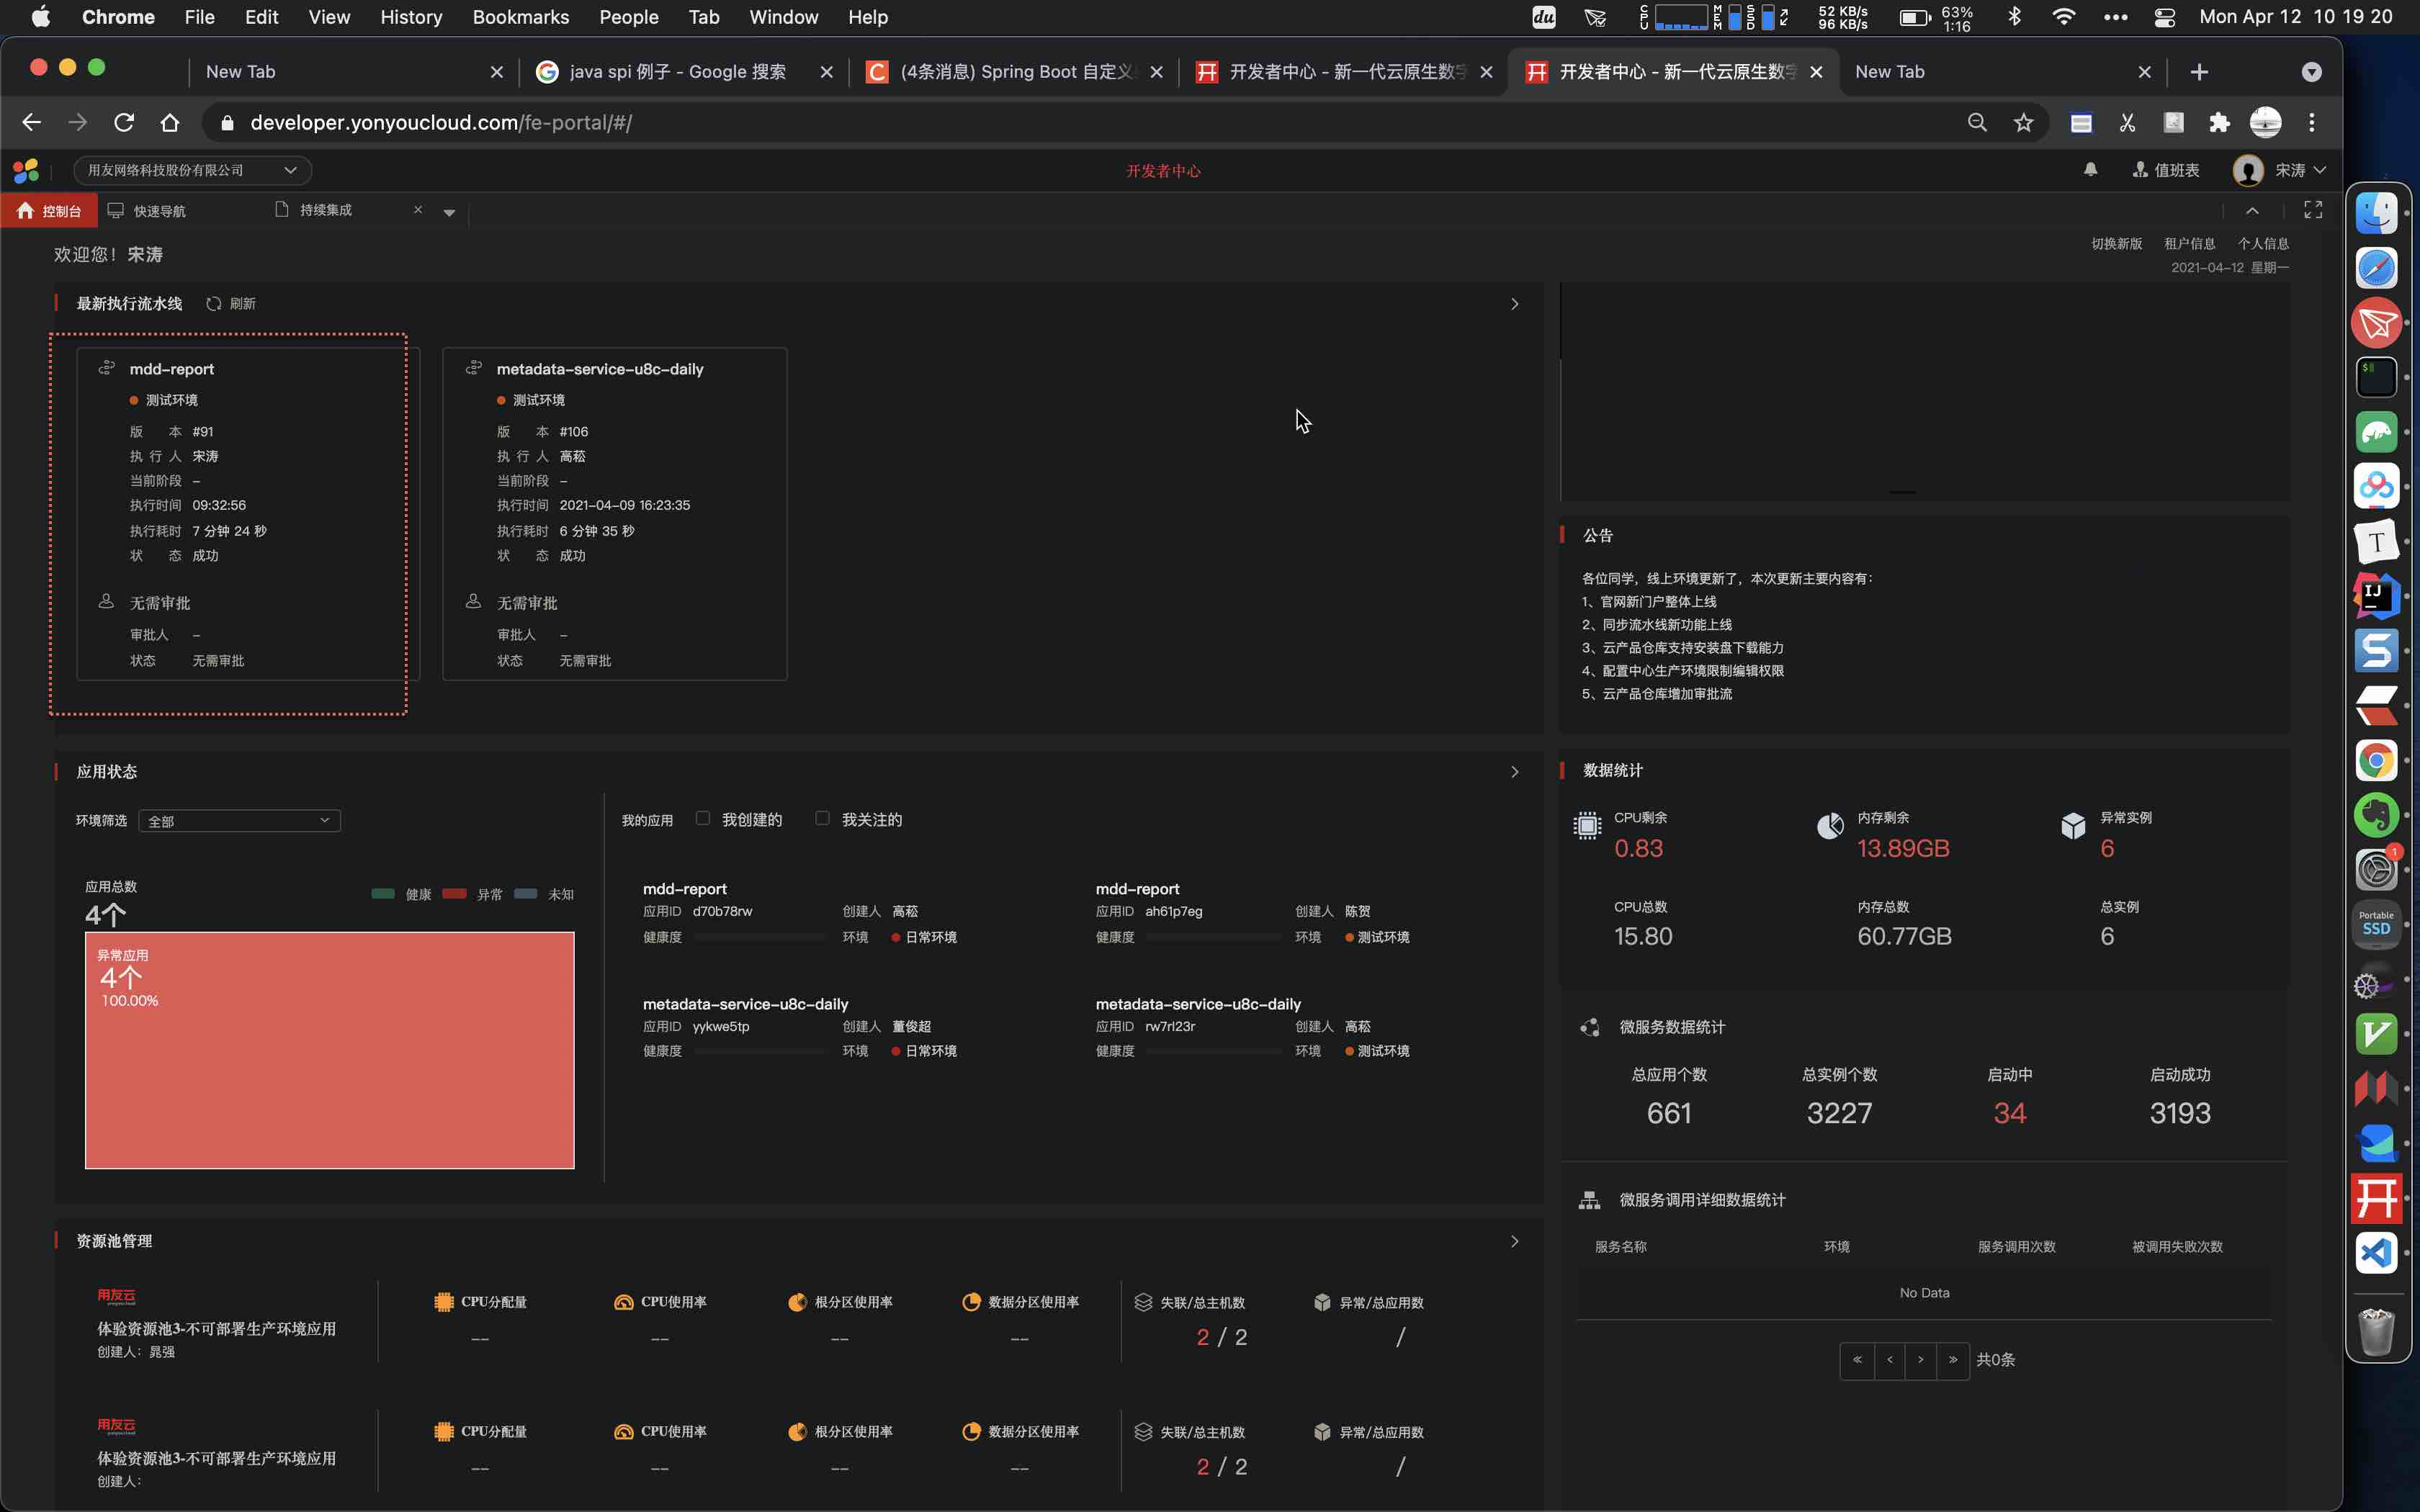 Chrome File Edit View History Bookmarks People Tab Window Help
52 KB/s
96 KB/s
63%
1:16
Mon Apr 12 10 19 20
New Tab
java spi 例子 - Google 搜索
(4条消息) Spring Boot 自定义
开发者中心 - 新一代云原生数字
开发者中心 - 新一代云原生数字
New Tab
developer.yonyoucloud.com/fe-portal/#/
用友网络科技股份有限公司
开发者中心
值班表
宋涛
控制台
快速导航
持续集成
欢迎您！宋涛
切换新版 租户信息 个人信息
2021-04-12 星期一
最新执行流水线 刷新
mdd-report
测试环境
版 本 #91
执 行 人 宋涛
当前阶段 –
执行时间 09:32:56
执行耗时 7 分钟 24 秒
状 态 成功
无需审批
审批人 –
状态 无需审批
metadata-service-u8c-daily
测试环境
版 本 #106
执 行 人 高菘
当前阶段 –
执行时间 2021-04-09 16:23:35
执行耗时 6 分钟 35 秒
状 态 成功
无需审批
审批人 –
状态 无需审批
公告
各位同学，线上环境更新了，本次更新主要内容有：
1、官网新门户整体上线
2、同步流水线新功能上线
3、云产品仓库支持安装盘下载能力
4、配置中心生产环境限制编辑权限
5、云产品仓库增加审批流
应用状态
环境筛选 全部
应用总数
4个
健康 异常 未知
异常应用
4个
100.00%
我的应用 我创建的 我关注的
mdd-report
应用ID d70b78rw 创建人 高菘
健康度 环境 日常环境
mdd-report
应用ID ah61p7eg 创建人 陈贺
健康度 环境 测试环境
metadata-service-u8c-daily
应用ID yykwe5tp 创建人 董俊超
健康度 环境 日常环境
metadata-service-u8c-daily
应用ID rw7rl23r 创建人 高菘
健康度 环境 测试环境
数据统计
CPU剩余 内存剩余 异常实例
0.83 13.89GB 6
CPU总数 内存总数 总实例
15.80 60.77GB 6
微服务数据统计
总应用个数 总实例个数 启动中 启动成功
661 3227 34 3193
微服务调用详细数据统计
服务名称 环境 服务调用次数 被调用失败次数
No Data
« ‹ › » 共0条
资源池管理
用友云
体验资源池3-不可部署生产环境应用
创建人：晁强
CPU分配量 CPU使用率 根分区使用率 数据分区使用率 失联/总主机数 异常/总应用数
-- -- -- -- 2 / 2 /
用友云
体验资源池3-不可部署生产环境应用
创建人：
CPU分配量 CPU使用率 根分区使用率 数据分区使用率 失联/总主机数 异常/总应用数
-- -- -- -- 2 / 2 /
Portable
SSD